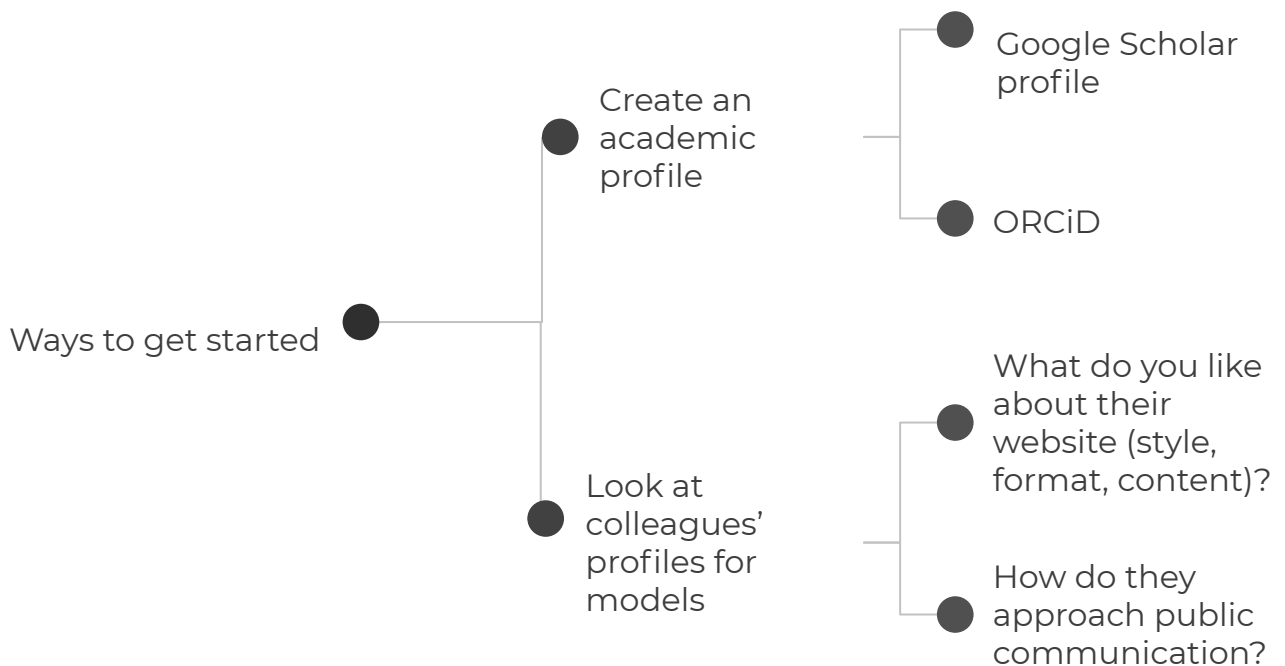 Ways to get started
Create an
academic
profile
Google Scholar
profile
ORCiD
Look at
colleagues’
profiles for
models
What do you like
about their
website (style,
format, content)?
How do they
approach public
communication?